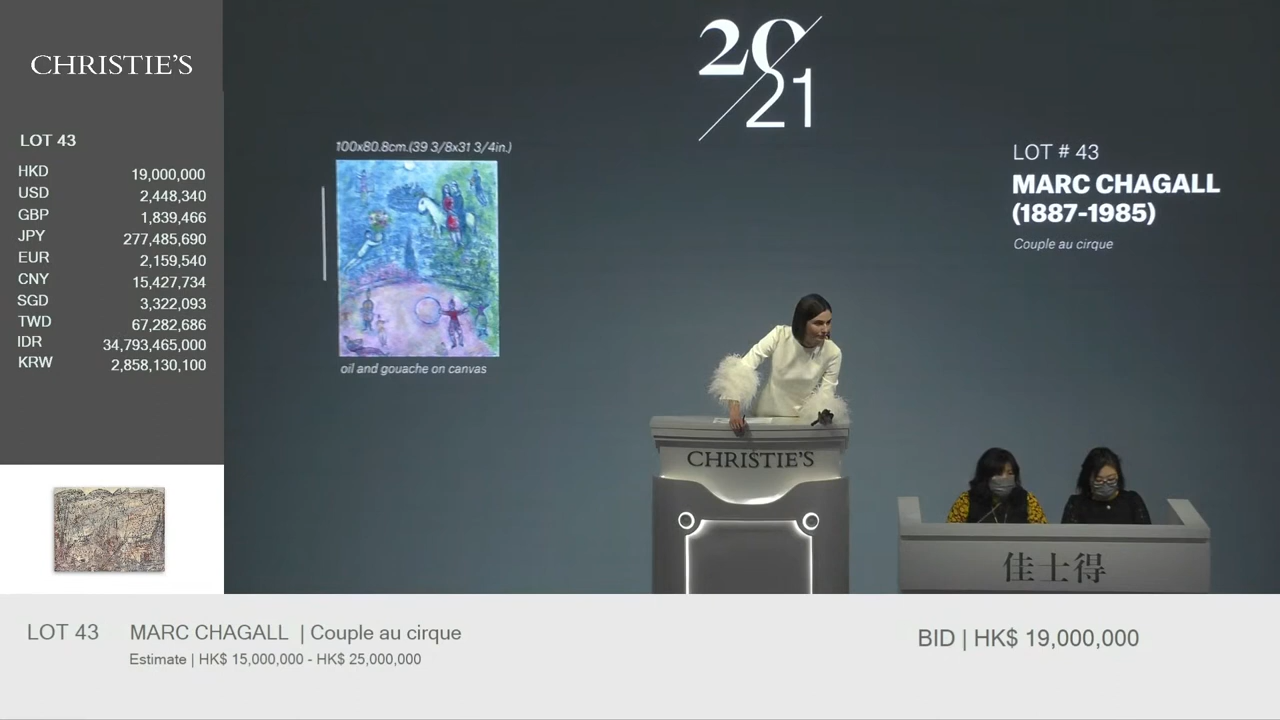 CHRISTIE'S
LOT 43
HKD 19,000,000
USD 2,448,340
GBP 1,839,466
JPY 277,485,690
EUR 2,159,540
CNY 15,427,734
SGD 3,322,093
TWD 67,282,686
IDR 34,793,465,000
KRW 2,858,130,100
20/21
100x80.8cm.(39 3/8x31 3/4in.)
oil and gouache on canvas
LOT # 43
MARC CHAGALL
(1887-1985)
Couple au cirque
CHRISTIE'S
佳士得
LOT 43 MARC CHAGALL | Couple au cirque
Estimate | HK$ 15,000,000 - HK$ 25,000,000
BID | HK$ 19,000,000